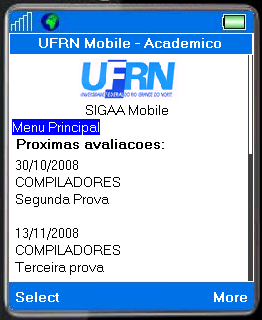 UFRN Mobile - Academico
UFRN
UNIVERSIDADE FEDERAL DO RIO GRANDE DO NORTE
SIGAA Mobile
Menu Principal
Proximas avaliacoes:
30/10/2008
COMPILADORES
Segunda Prova
13/11/2008
COMPILADORES
Terceira prova
Select
More